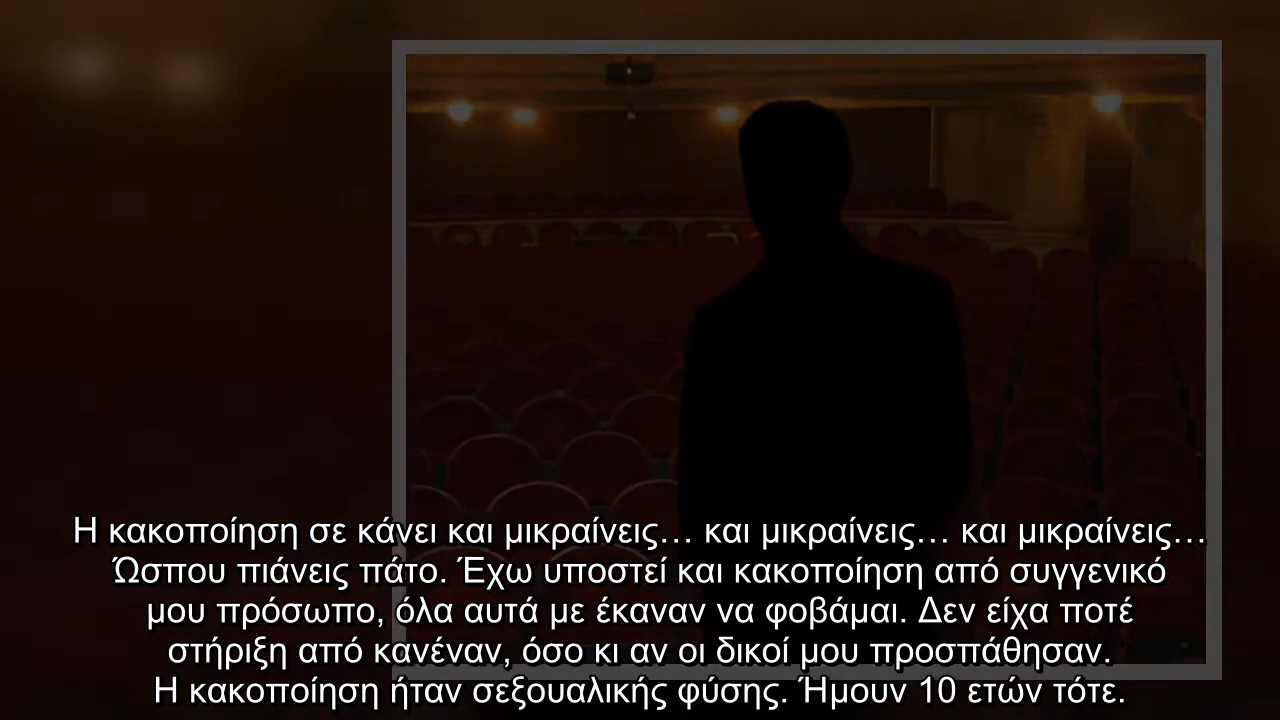 Η κακοποίηση σε κάνει και μικραίνεις… και μικραίνεις… και μικραίνεις…
Ώσπου πιάνεις πάτο. Έχω υποστεί και κακοποίηση από συγγενικό
μου πρόσωπο, όλα αυτά με έκαναν να φοβάμαι. Δεν είχα ποτέ
στήριξη από κανέναν, όσο κι αν οι δικοί μου προσπάθησαν.
Η κακοποίηση ήταν σεξουαλικής φύσης. Ήμουν 10 ετών τότε.